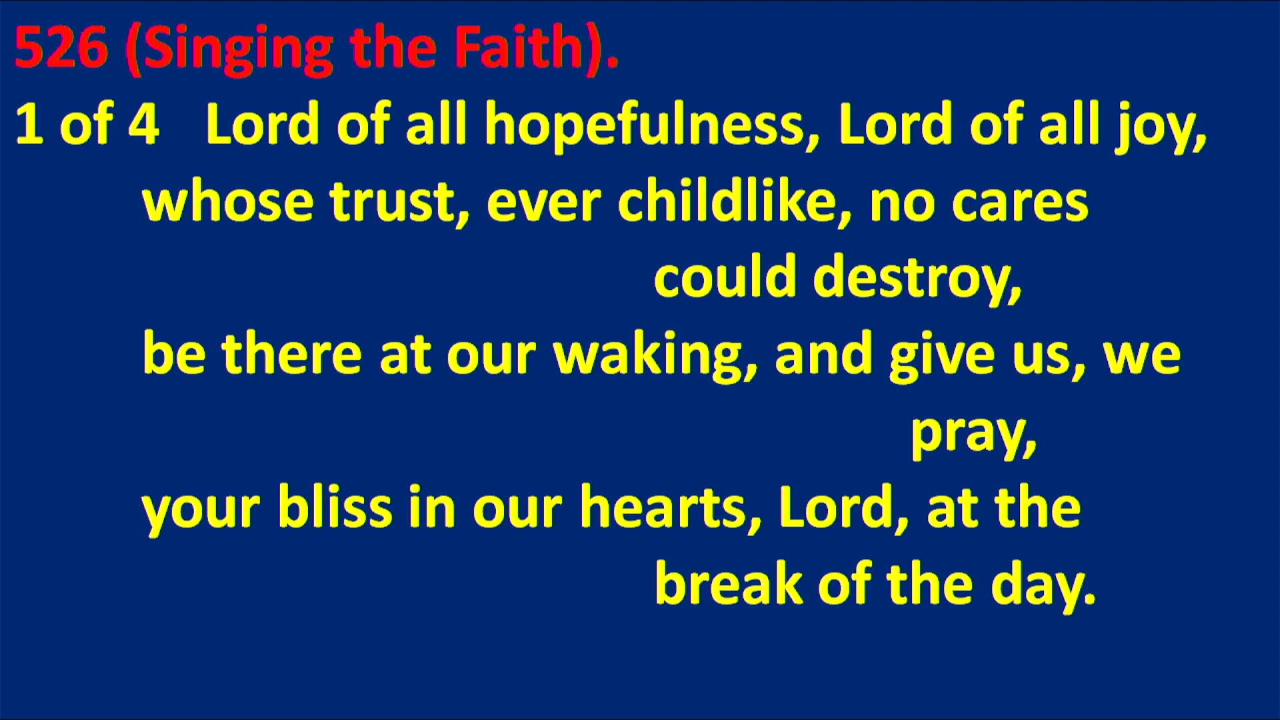 526 (Singing the Faith).
1 of 4 Lord of all hopefulness, Lord of all joy,
whose trust, ever childlike, no cares
could destroy,
be there at our waking, and give us, we
pray,
your bliss in our hearts, Lord, at the
break of the day.